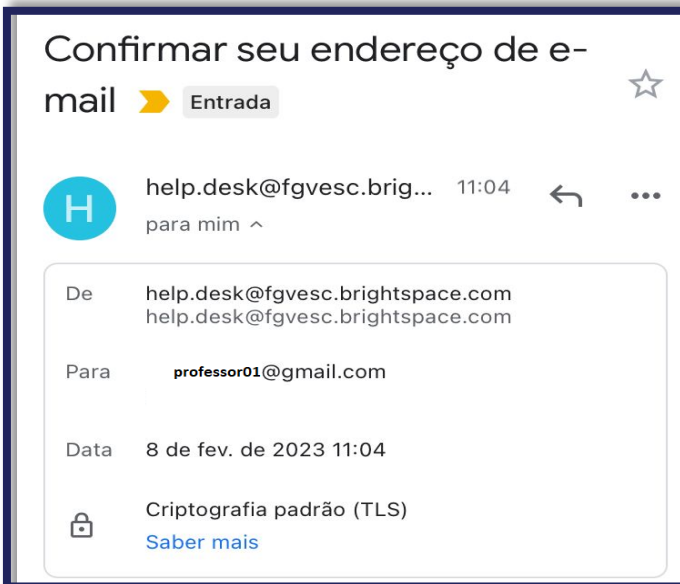 Confirmar seu endereço de e-
mail Entrada
H
help.desk@fgvesc.brig... 11:04
para mim
De help.desk@fgvesc.brightspace.com
help.desk@fgvesc.brightspace.com
Para professor01@gmail.com
Data 8 de fev. de 2023 11:04
Criptografia padrão (TLS)
Saber mais